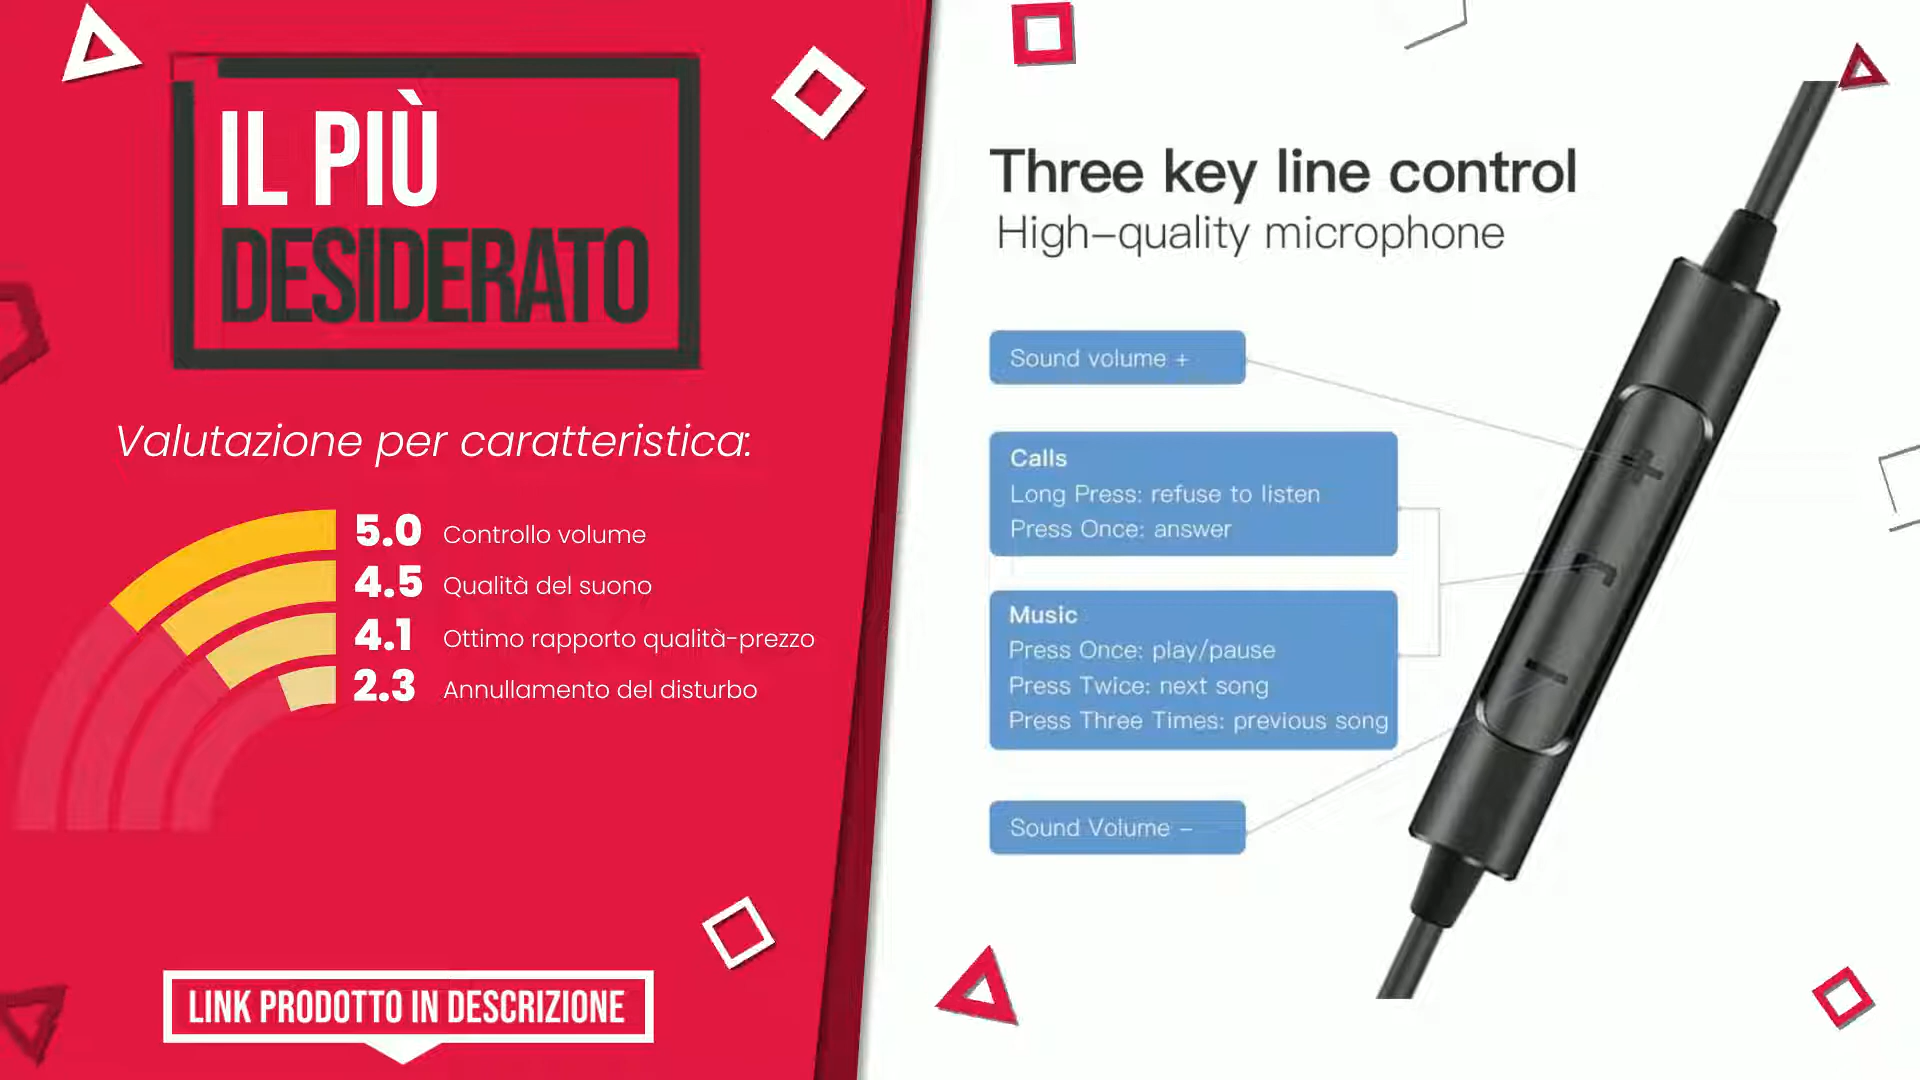 IL PIÙ
DESIDERATO
Valutazione per caratteristica:
5.0 Controllo volume
4.5 Qualità del suono
4.1 Ottimo rapporto qualità-prezzo
2.3 Annullamento del disturbo
LINK PRODOTTO IN DESCRIZIONE
Three key line control
High-quality microphone
Sound volume +
Calls
Long Press: refuse to listen
Press Once: answer
Music
Press Once: play/pause
Press Twice: next song
Press Three Times: previous song
Sound Volume -